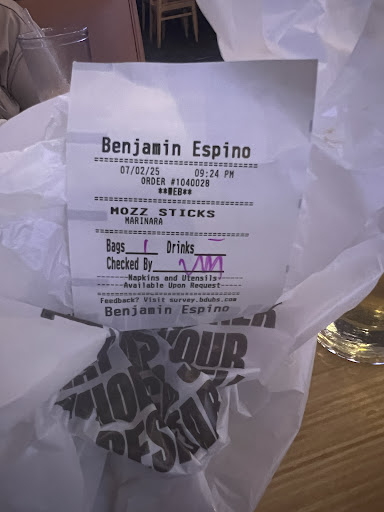 Benjamin Espino
07/02/25 09:24 PM
ORDER #1040028
**WEB**
MOZZ STICKS
MARINARA
Bags 1 Drinks –
Checked By
Napkins and Utensils
Available Upon Request
Feedback? Visit survey.bdubs.com
Benjamin Espino
YOUR